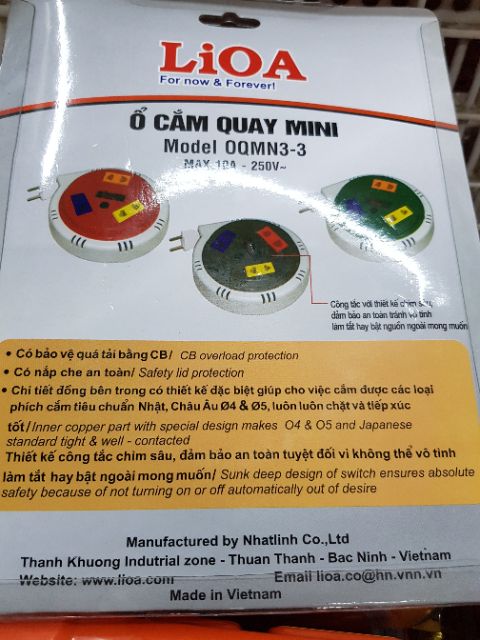 LiOA
For now & Forever!
Ổ CẮM QUAY MINI
Model OQMN3-3
MAX 10A - 250V~
Công tắc với thiết kế chìm sâu,
đảm bảo an toàn tránh vô tình
làm tắt hay bật nguồn ngoài mong muốn
• Có bảo vệ quá tải bằng CB/ CB overload protection
• Có nắp che an toàn/ Safety lid protection
• Chi tiết đồng bên trong có thiết kế đặc biệt giúp cho việc cắm được các loại
phích cắm tiêu chuẩn Nhật, Châu Âu Ø4 & Ø5, luôn luôn chặt và tiếp xúc
tốt/Inner copper part with special design makes O4 & O5 and Japanese
standard tight & well - contacted
Thiết kế công tắc chìm sâu, đảm bảo an toàn tuyệt đối vì không thể vô tình
làm tắt hay bật ngoài mong muốn/ Sunk deep design of switch ensures absolute
safety because of not turning on or off automatically out of desire
Manufactured by Nhatlinh Co.,Ltd
Thanh Khuong Indutrial zone - Thuan Thanh - Bac Ninh - Vietnam
Website: www.lioa.com Email lioa.co@hn.vnn.vn
Made in Vietnam